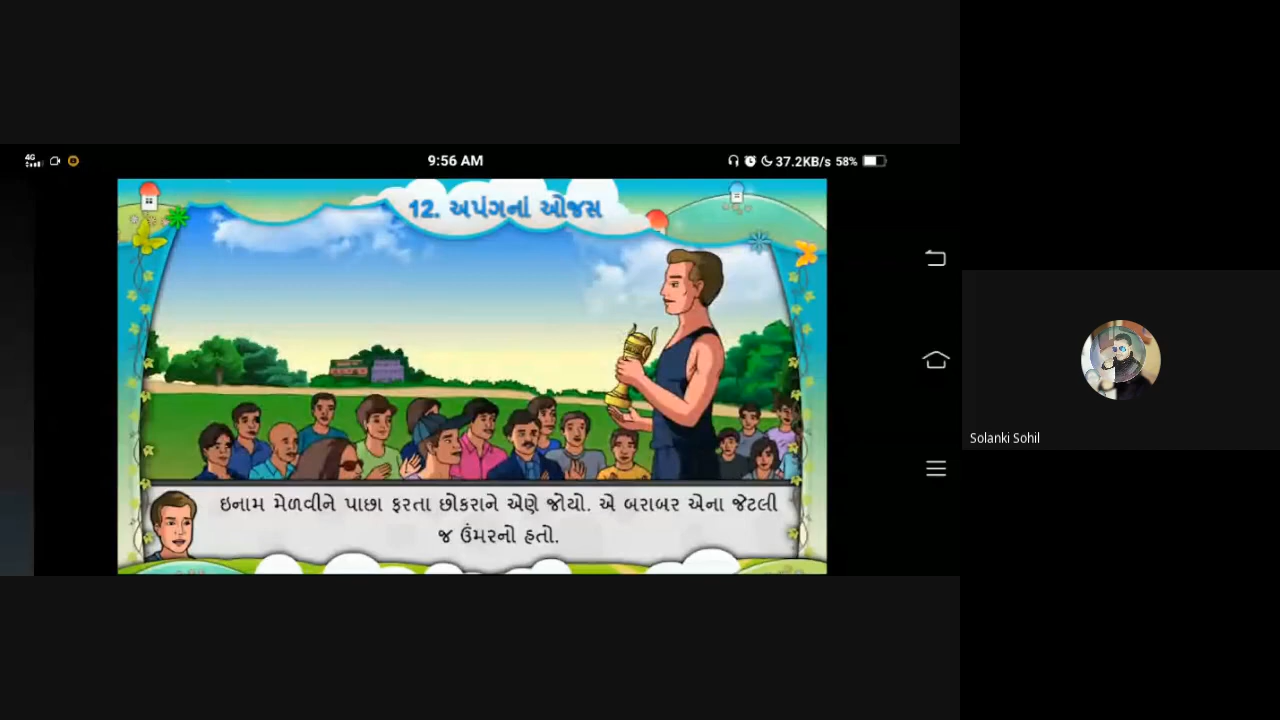 4G
9:56 AM
37.2KB/s 58%
12. અપંગનાં ઓજસ
ઇનામ મેળવીને પાછા ફરતા છોકરાને એણે જોયો. એ બરાબર એના જેટલી
જ ઉંમરનો હતો.
Solanki Sohil